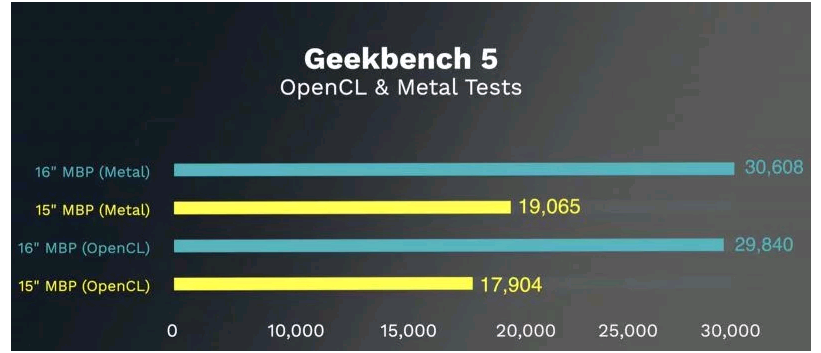 Geekbench 5
OpenCL & Metal Tests
16" MBP (Metal) 30,608
15" MBP (Metal) 19,065
16" MBP (OpenCL) 29,840
15" MBP (OpenCL) 17,904
0 10,000 15,000 20,000 25,000 30,000